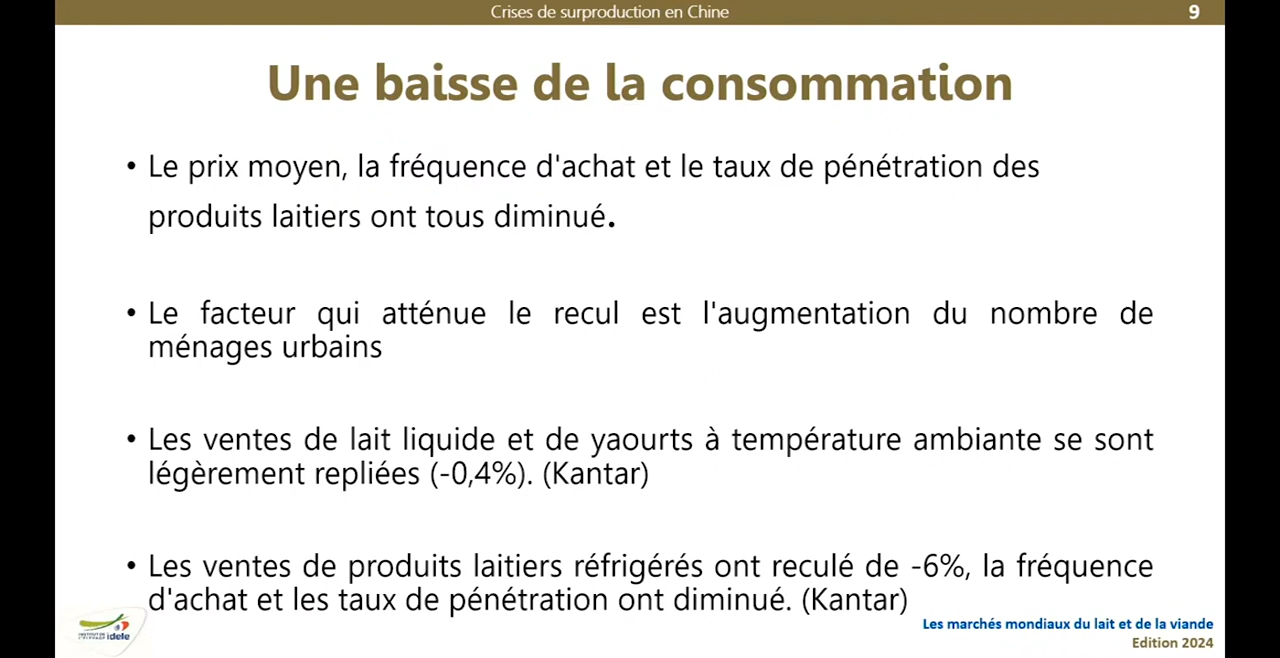 Crises de surproduction en Chine
9
Une baisse de la consommation
• Le prix moyen, la fréquence d'achat et le taux de pénétration des
produits laitiers ont tous diminué.
• Le facteur qui atténue le recul est l'augmentation du nombre de
ménages urbains
• Les ventes de lait liquide et de yaourts à température ambiante se sont
légèrement repliées (-0,4%). (Kantar)
• Les ventes de produits laitiers réfrigérés ont reculé de -6%, la fréquence
d'achat et les taux de pénétration ont diminué. (Kantar)
INSTITUT DE
L'ELEVAGE idele
Les marchés mondiaux du lait et de la viande
Edition 2024